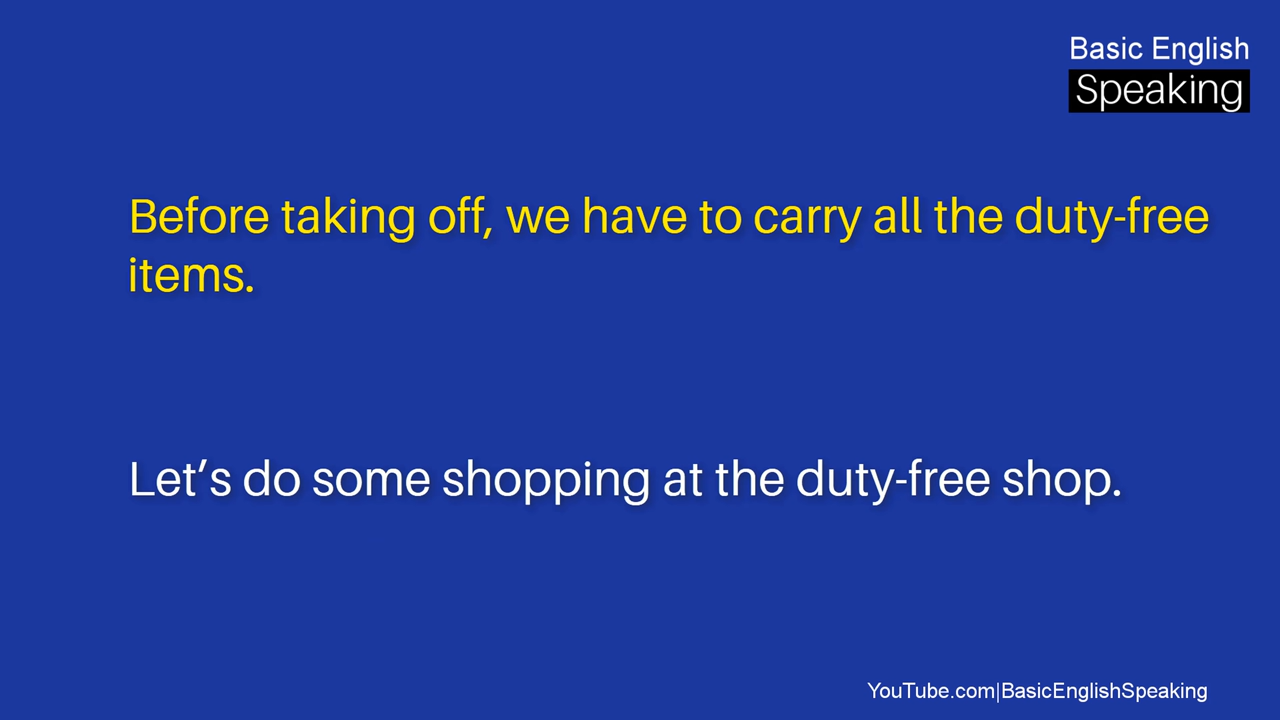 Basic English
Speaking
Before taking off, we have to carry all the duty-free
items.
Let’s do some shopping at the duty-free shop.
YouTube.com|BasicEnglishSpeaking